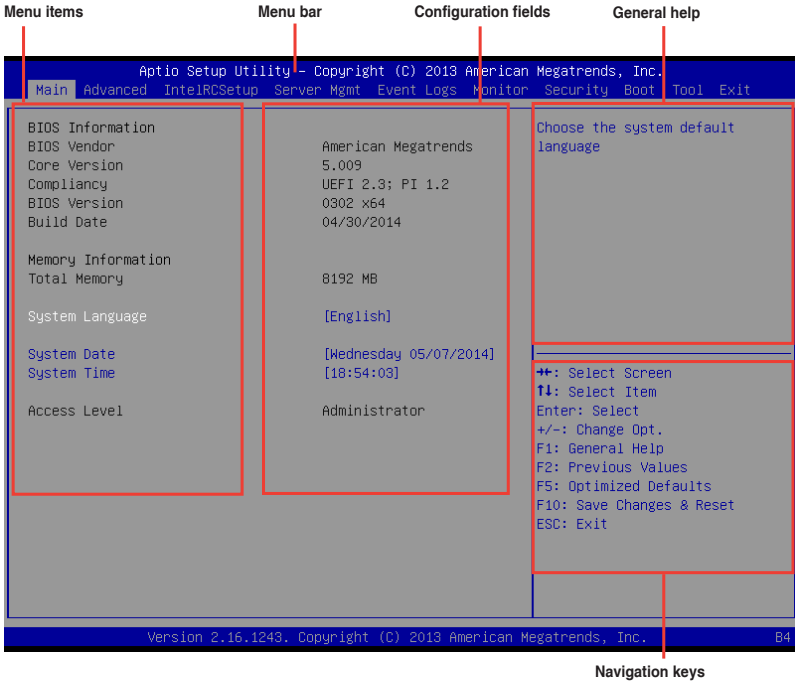 Menu items Menu bar Configuration fields General help
Aptio Setup Utility – Copyright (C) 2013 American Megatrends, Inc.
Main Advanced IntelRCSetup Server Mgmt Event Logs Monitor Security Boot Tool Exit
BIOS Information
BIOS Vendor American Megatrends
Core Version 5.009
Compliancy UEFI 2.3; PI 1.2
BIOS Version 0302 x64
Build Date 04/30/2014
Memory Information
Total Memory 8192 MB
System Language [English]
System Date [Wednesday 05/07/2014]
System Time [18:54:03]
Access Level Administrator
Choose the system default
language
→←: Select Screen
↑↓: Select Item
Enter: Select
+/-: Change Opt.
F1: General Help
F2: Previous Values
F5: Optimized Defaults
F10: Save Changes & Reset
ESC: Exit
Version 2.16.1243. Copyright (C) 2013 American Megatrends, Inc.
B4
Navigation keys